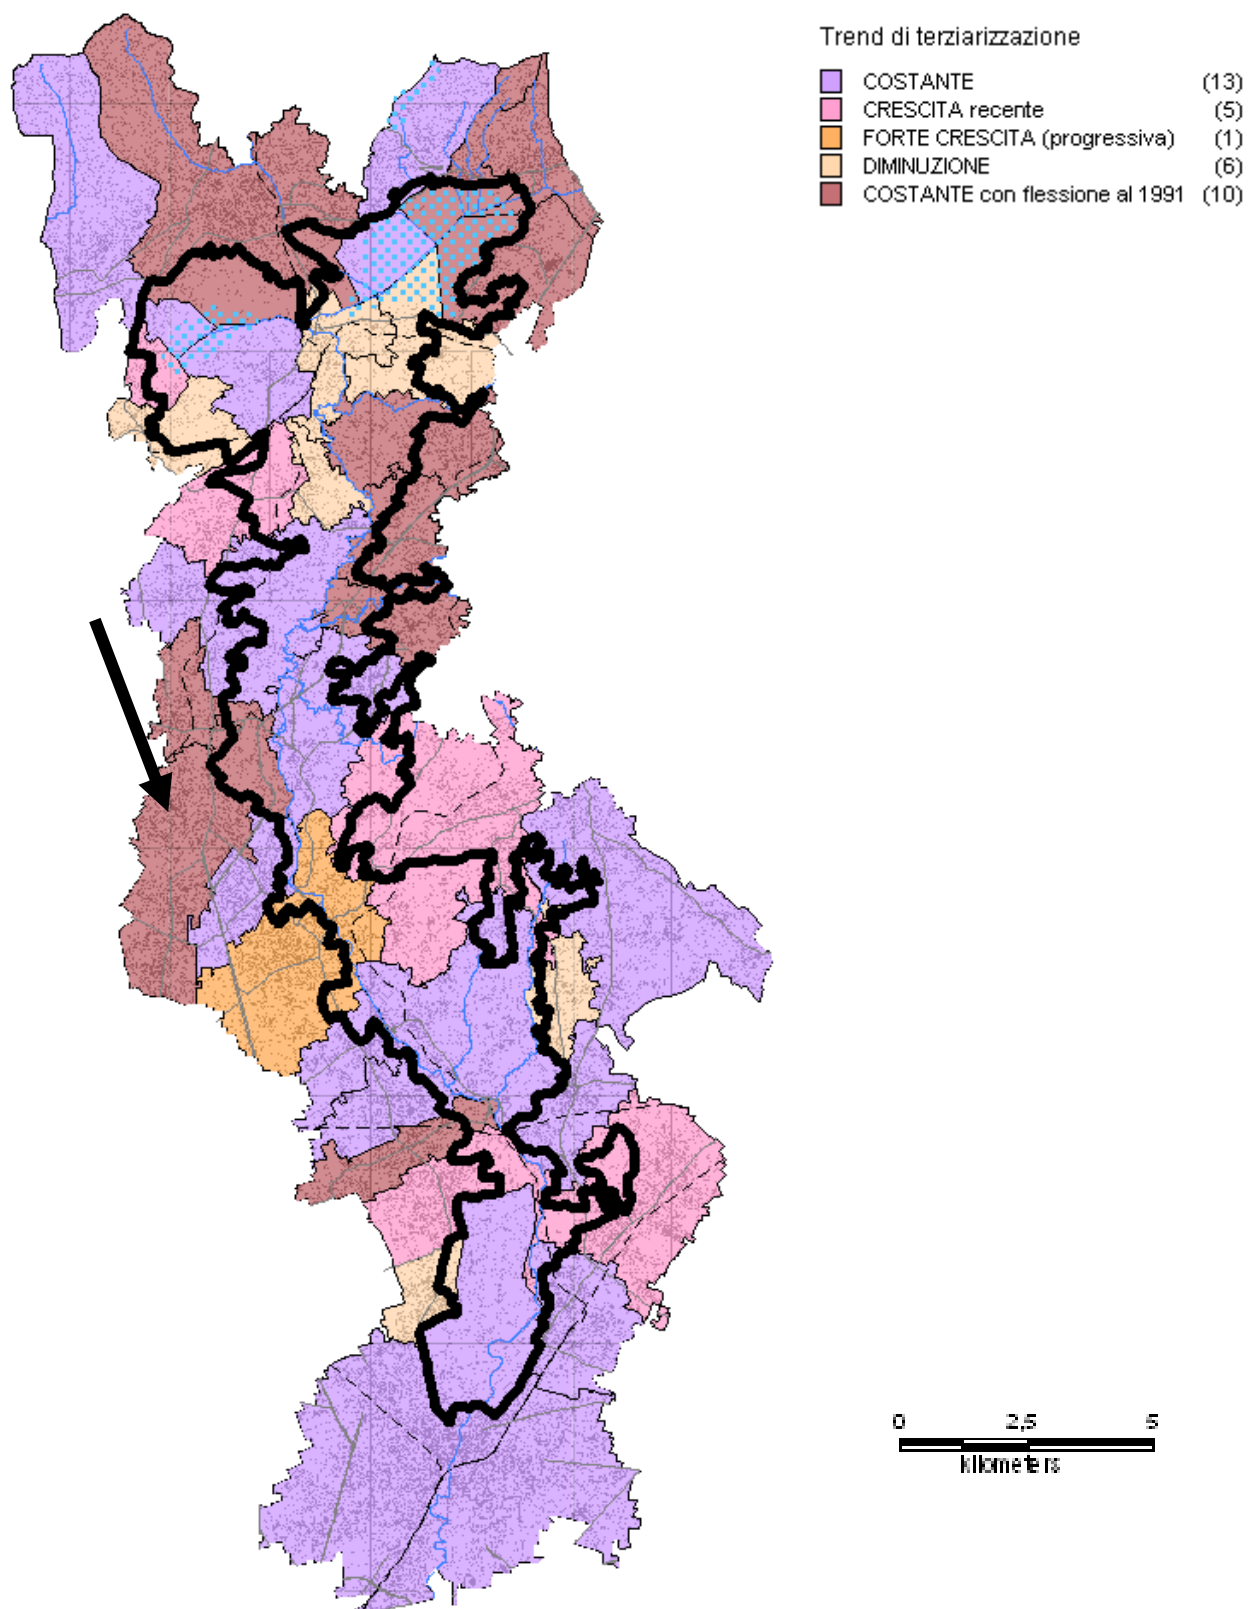 Trend di terziarizzazione
COSTANTE (13)
CRESCITA recente (5)
FORTE CRESCITA (progressiva) (1)
DIMINUZIONE (6)
COSTANTE con flessione al 1991 (10)
0 2,5 5
kilometers